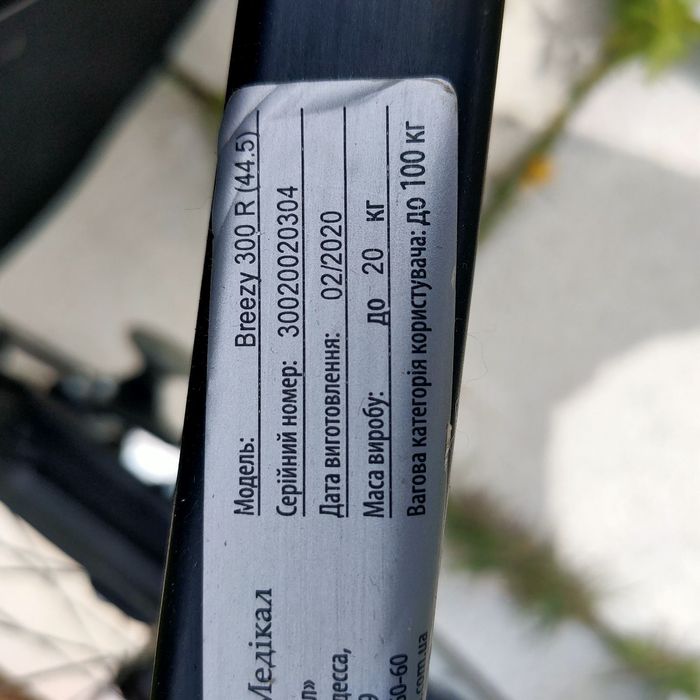 Модель: Breezy 300 R (44.5)
Серійний номер: 30020020304
Дата виготовлення: 02/2020
Маса виробу: до 20 кг
Вагова категорія користувача: ДО 100 КГ